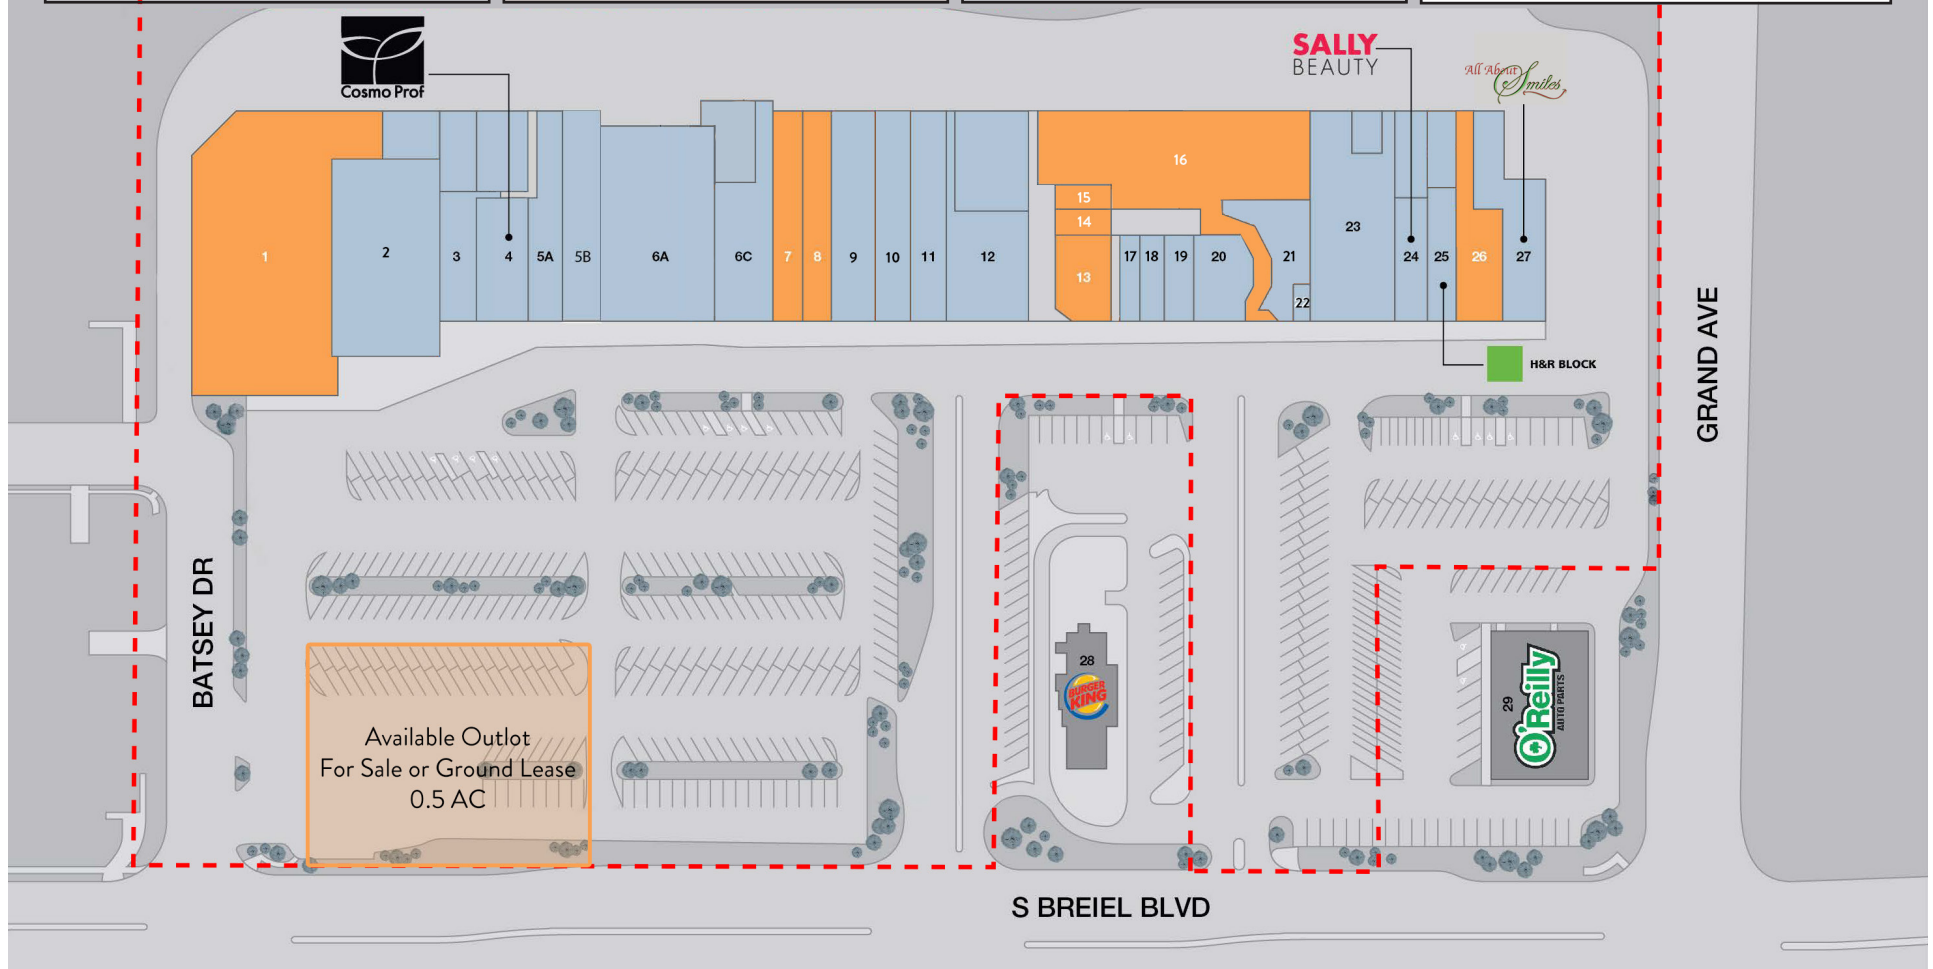 Cosmo Prof
SALLY
BEAUTY
All About
Smiles
1
2
3
4
5A
5B
6A
6C
7
8
9
10
11
12
13
14
15
16
17
18
19
20
21
22
23
24
25
26
27
H&R BLOCK
GRAND AVE
BATSEY DR
28
BURGER
KING
29
O'Reilly
AUTO PARTS
Available Outlot
For Sale or Ground Lease
0.5 AC
S BREIEL BLVD